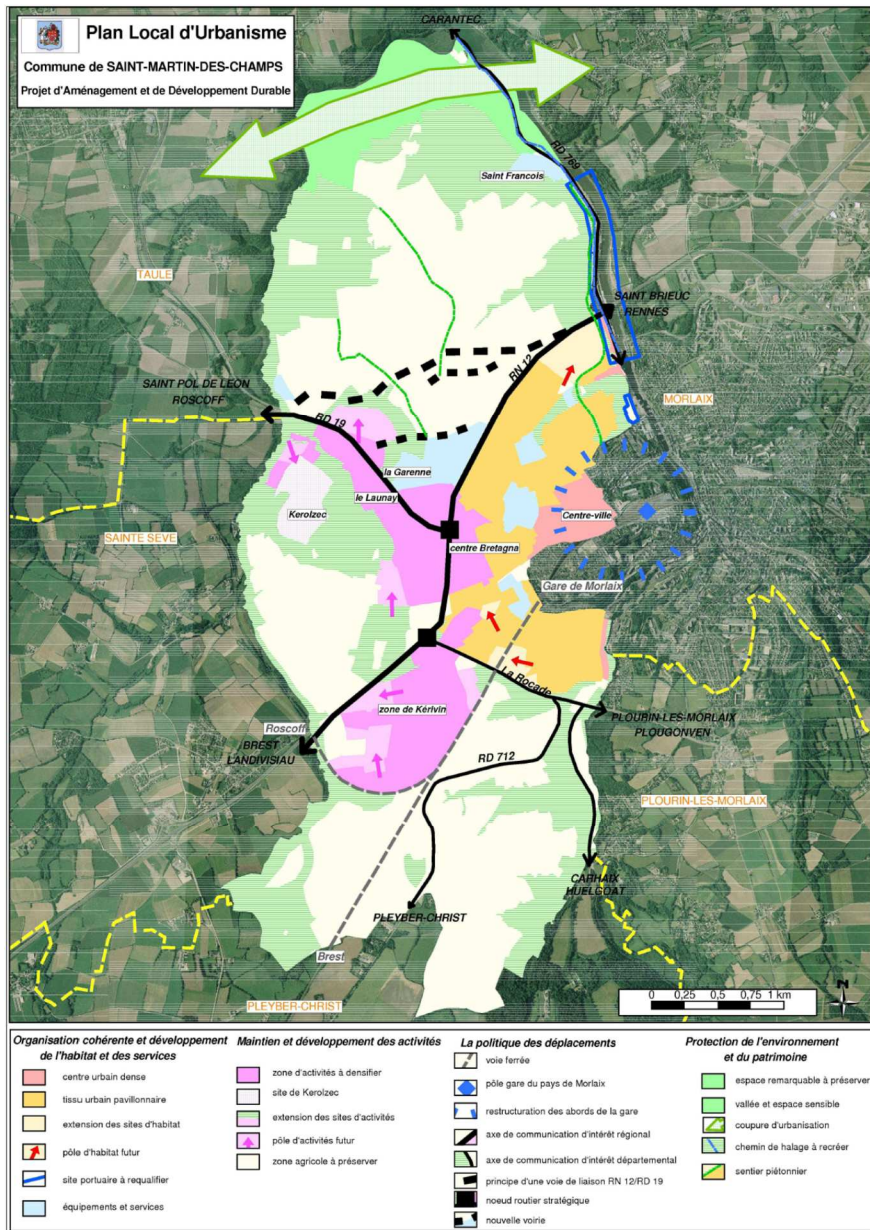 Plan Local d'Urbanisme
Commune de SAINT-MARTIN-DES-CHAMPS
Projet d'Aménagement et de Développement Durable
CARANTEC
RD 769
Saint Francois
TAULE
SAINT BRIEUC
RENNES
SAINT POL DE LEON
ROSCOFF
RN 12
MORLAIX
RD 19
la Garenne
le Launay
Kerolzec
Centre-ville
SAINTE SEVE
centre Bretagna
Gare de Morlaix
La Rocade
zone de Kérivin
Roscoff
BREST
LANDIVISIAU
PLOURIN-LES-MORLAIX
PLOUGONVEN
RD 712
PLOURIN-LES-MORLAIX
CARHAIX
HUELGOAT
PLEYBER-CHRIST
Brest
PLEYBER-CHRIST
N
0 0,25 0,5 0,75 1 km
Organisation cohérente et développement
de l'habitat et des services
centre urbain dense
tissu urbain pavillonnaire
extension des sites d'habitat
pôle d'habitat futur
site portuaire à requalifier
équipements et services
Maintien et développement des activités
zone d'activités à densifier
site de Kerolzec
extension des sites d'activités
pôle d'activités futur
zone agricole à préserver
La politique des déplacements
voie ferrée
pôle gare du pays de Morlaix
restructuration des abords de la gare
axe de communication d'intérêt régional
axe de communication d'intérêt départemental
principe d'une voie de liaison RN 12/RD 19
noeud routier stratégique
nouvelle voirie
Protection de l'environnement
et du patrimoine
espace remarquable à préserver
vallée et espace sensible
coupure d'urbanisation
chemin de halage à recréer
sentier piétonnier